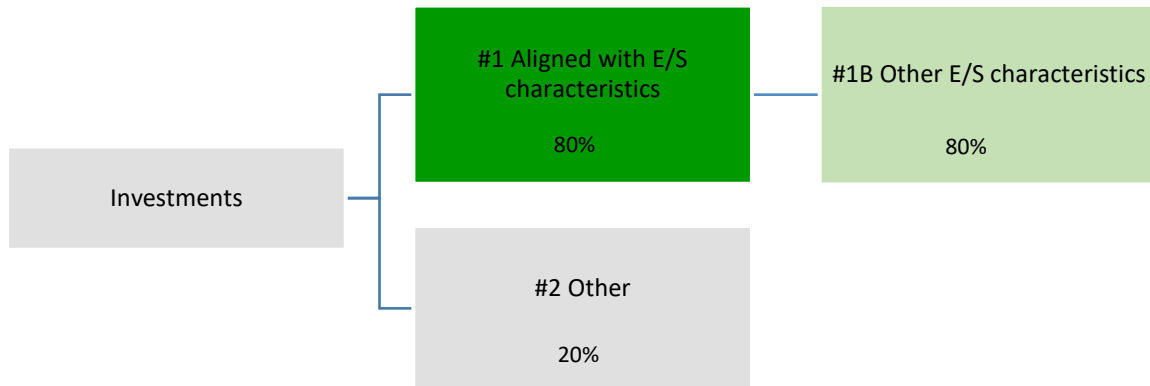 Investments
#1 Aligned with E/S
characteristics
80%
#1B Other E/S characteristics
80%
#2 Other
20%